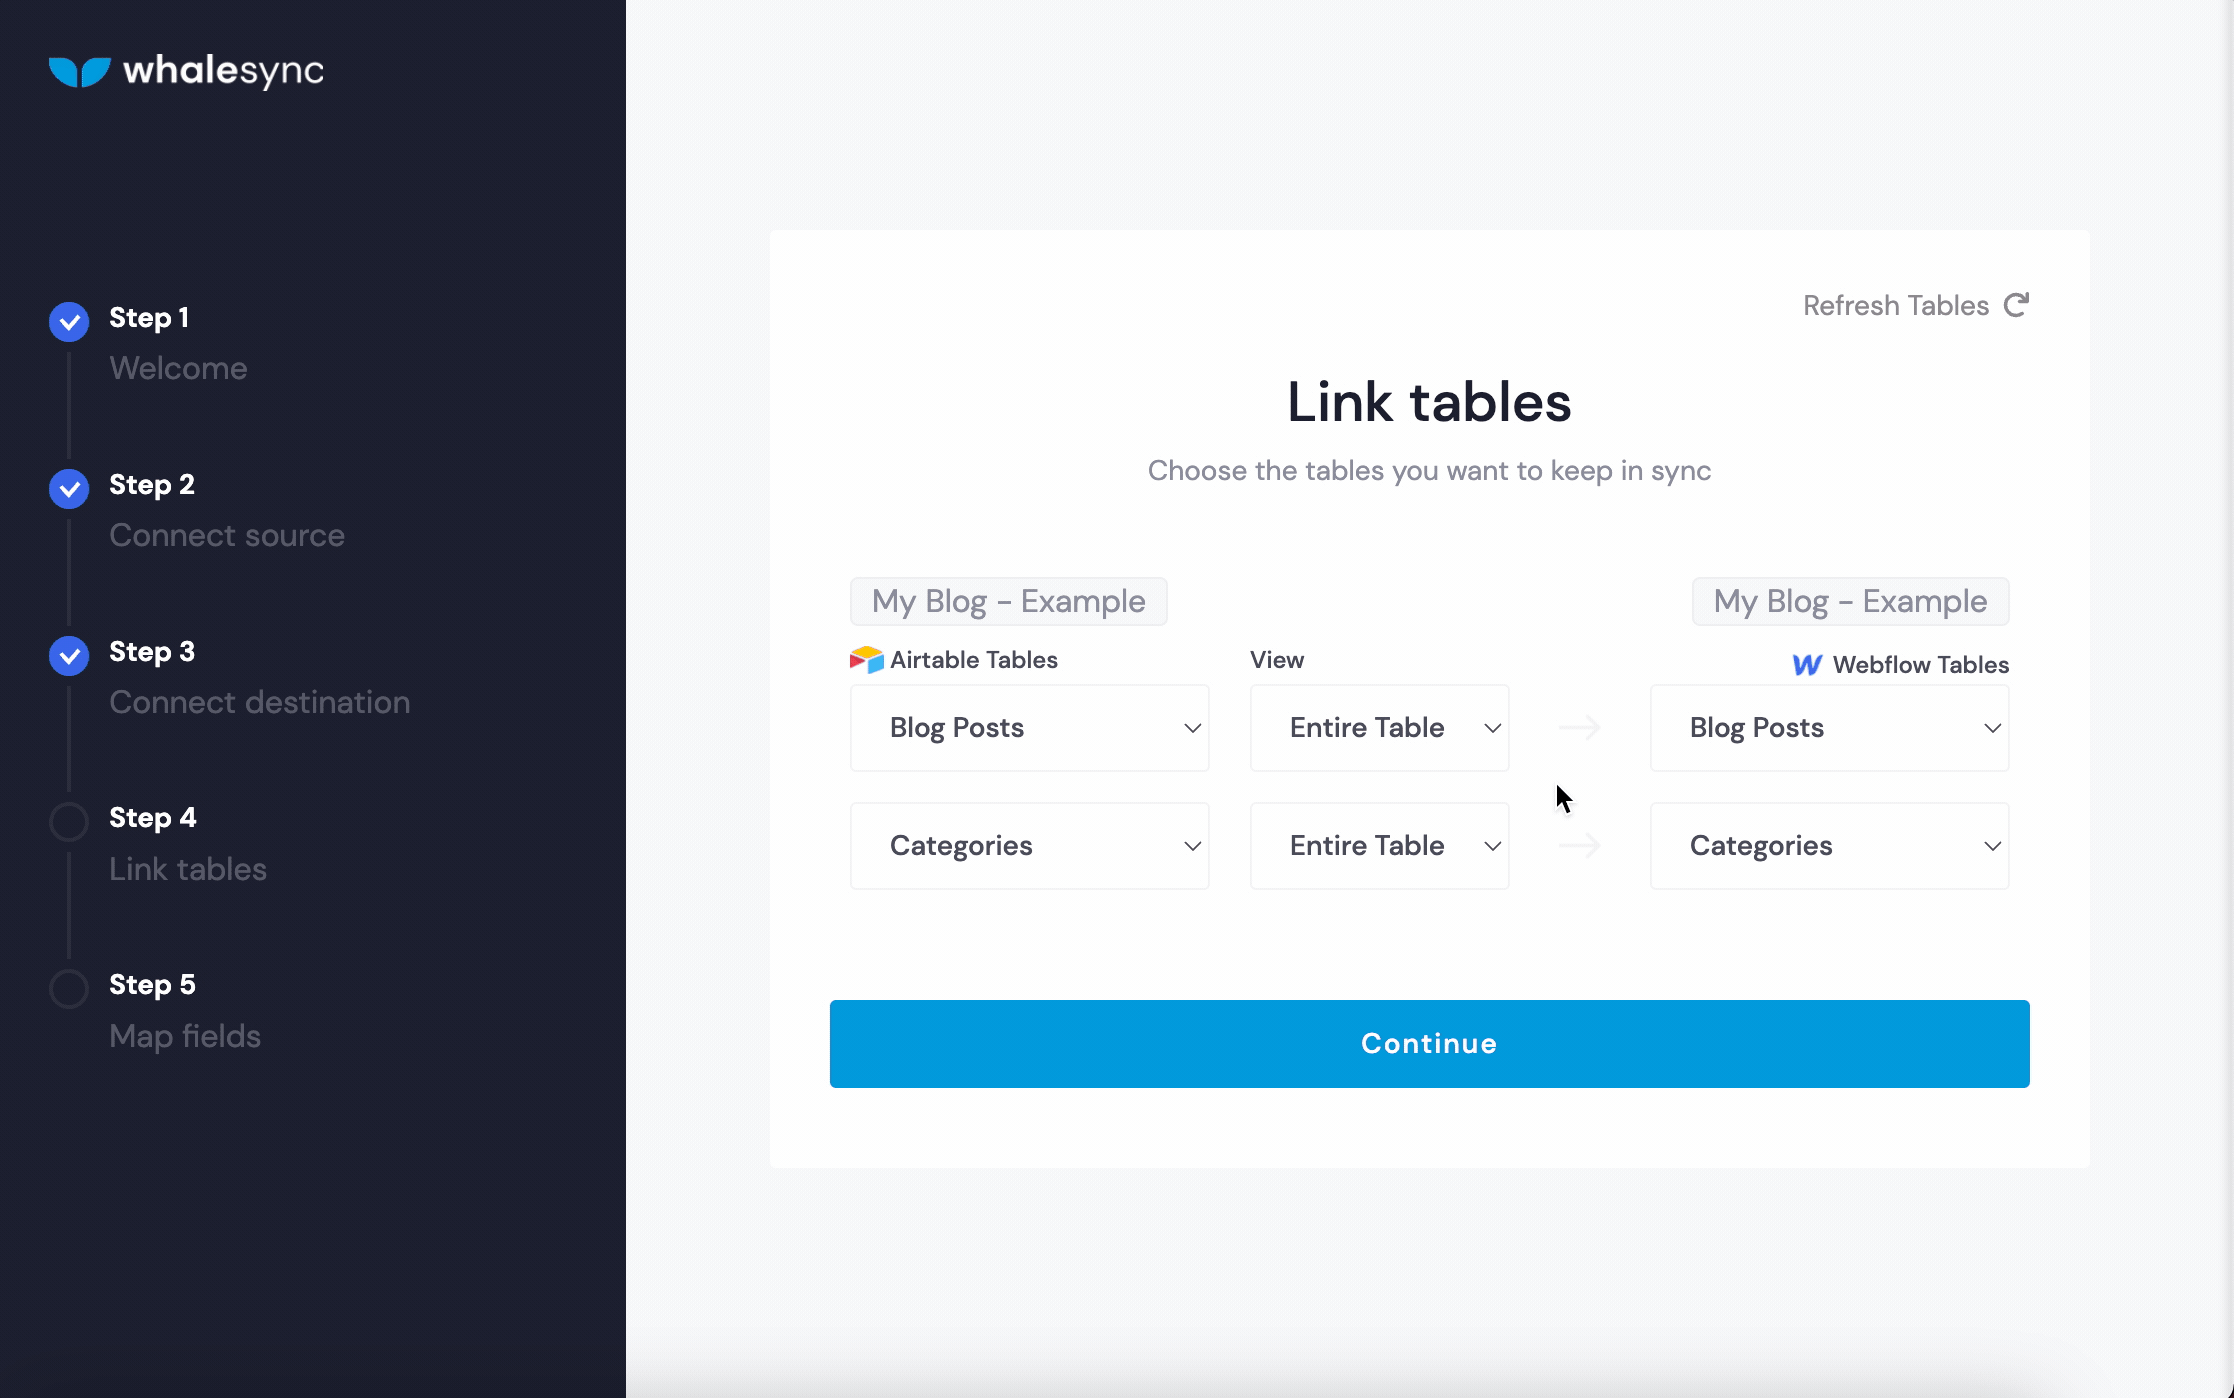 whalesync
Step 1
Welcome
Step 2
Connect source
Step 3
Connect destination
Step 4
Link tables
Step 5
Map fields
Refresh Tables
Link tables
Choose the tables you want to keep in sync
My Blog - Example
My Blog - Example
Airtable Tables
View
Webflow Tables
Blog Posts
Entire Table
Blog Posts
Categories
Entire Table
Categories
Continue